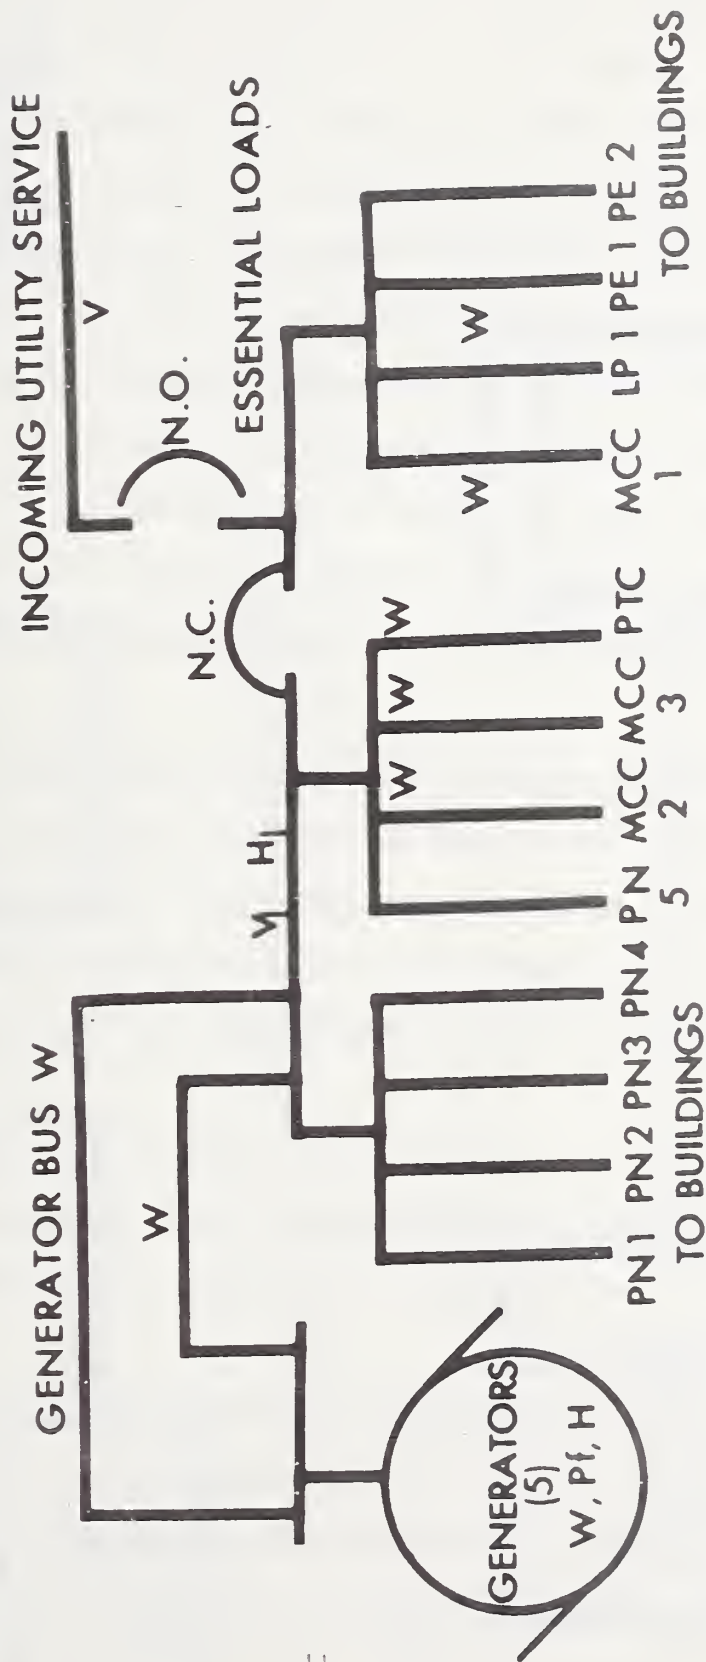 INCOMING UTILITY SERVICE
V
GENERATOR BUS W
N.O.
N.C.
ESSENTIAL LOADS
W
V H
W W W W W
GENERATORS
(5)
W, Pf, H
PN1 PN2 PN3 PN4 PN MCC MCC PTC MCC LP 1 PE 1 PE 2
5 2 3 1
TO BUILDINGS TO BUILDINGS